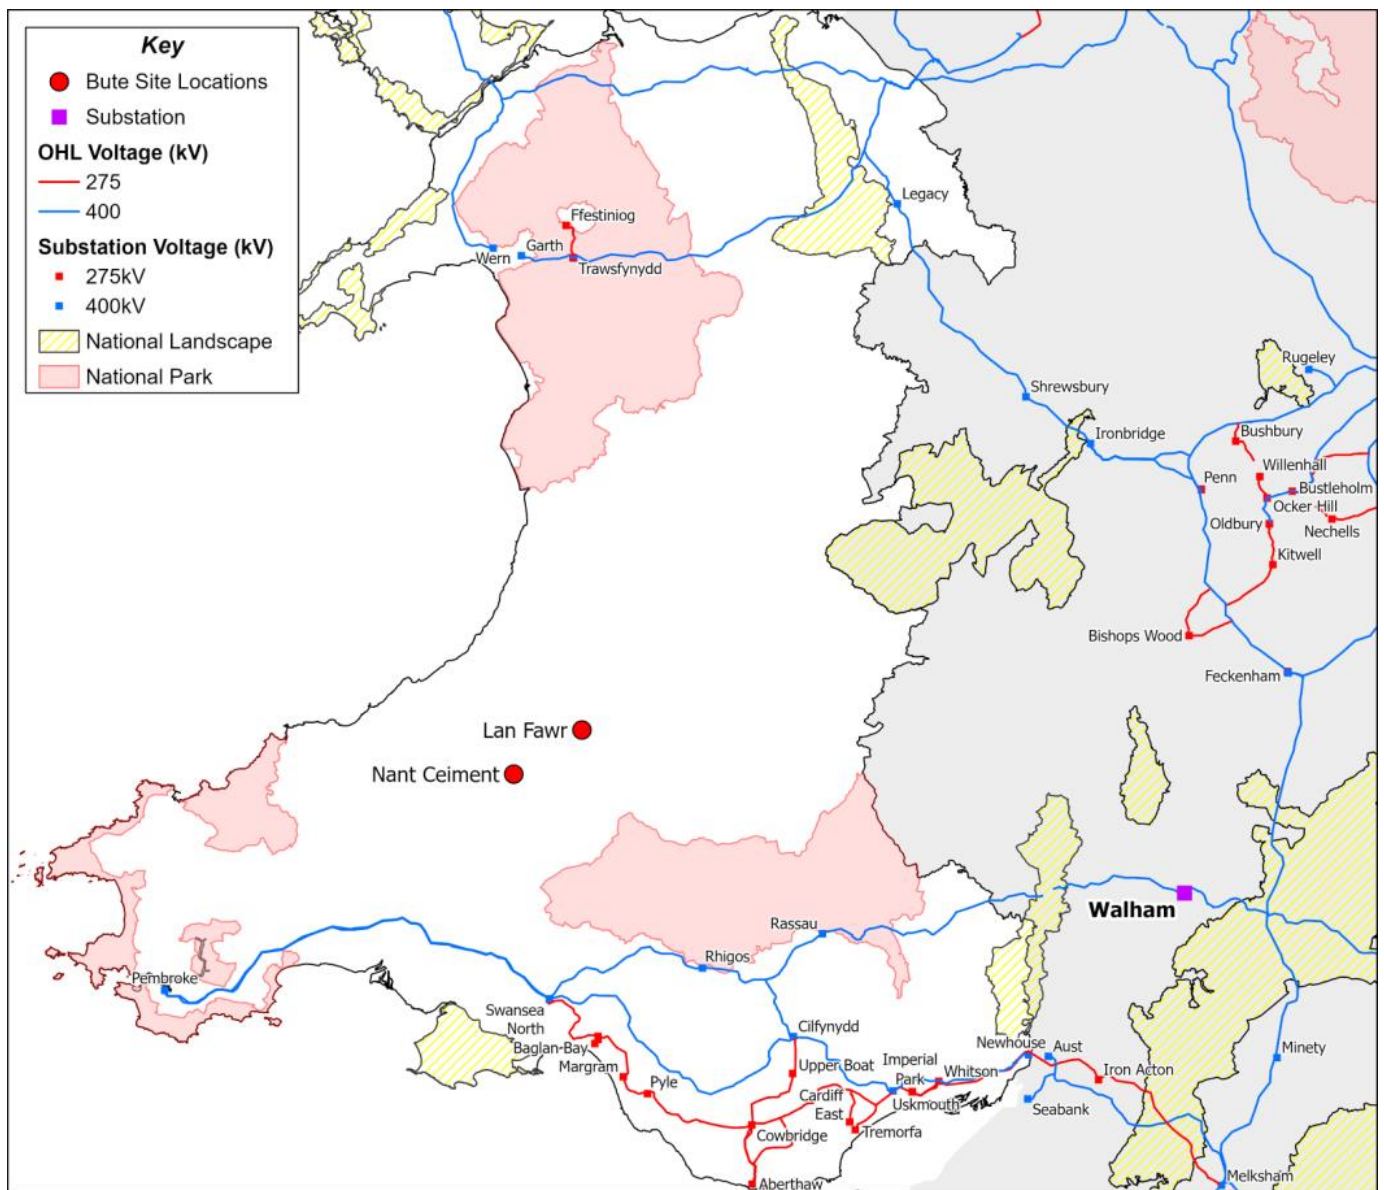 Key
Bute Site Locations
Substation
OHL Voltage (kV)
275
400
Substation Voltage (kV)
275kV
400kV
National Landscape
National Park
Legacy
Ffestiniog
Garth
Wern
Trawsfynydd
Rugeley
Shrewsbury
Ironbridge
Bushbury
Willenhall
Penn
Bustleholm
Ocker Hill
Oldbury
Nechells
Kitwell
Bishops Wood
Feckenham
Lan Fawr
Nant Ceiment
Walham
Rassau
Rhigos
Pembroke
Swansea
North
Cilfynydd
Baglan-Bay
Newhouse
Aust
Minety
Margram
Upper Boat
Imperial
Park
Whitson
Iron Acton
Pyle
Cardiff
East
Uskmouth
Seabank
Cowbridge
Tremorfa
Aberthaw
Melksham